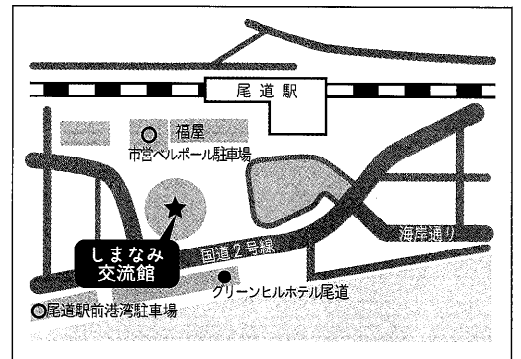 尾道駅
福屋
市営ベルポール駐車場
しまなみ
交流館
国道2号線
海岸通り
グリーンヒルホテル尾道
尾道駅前港湾駐車場